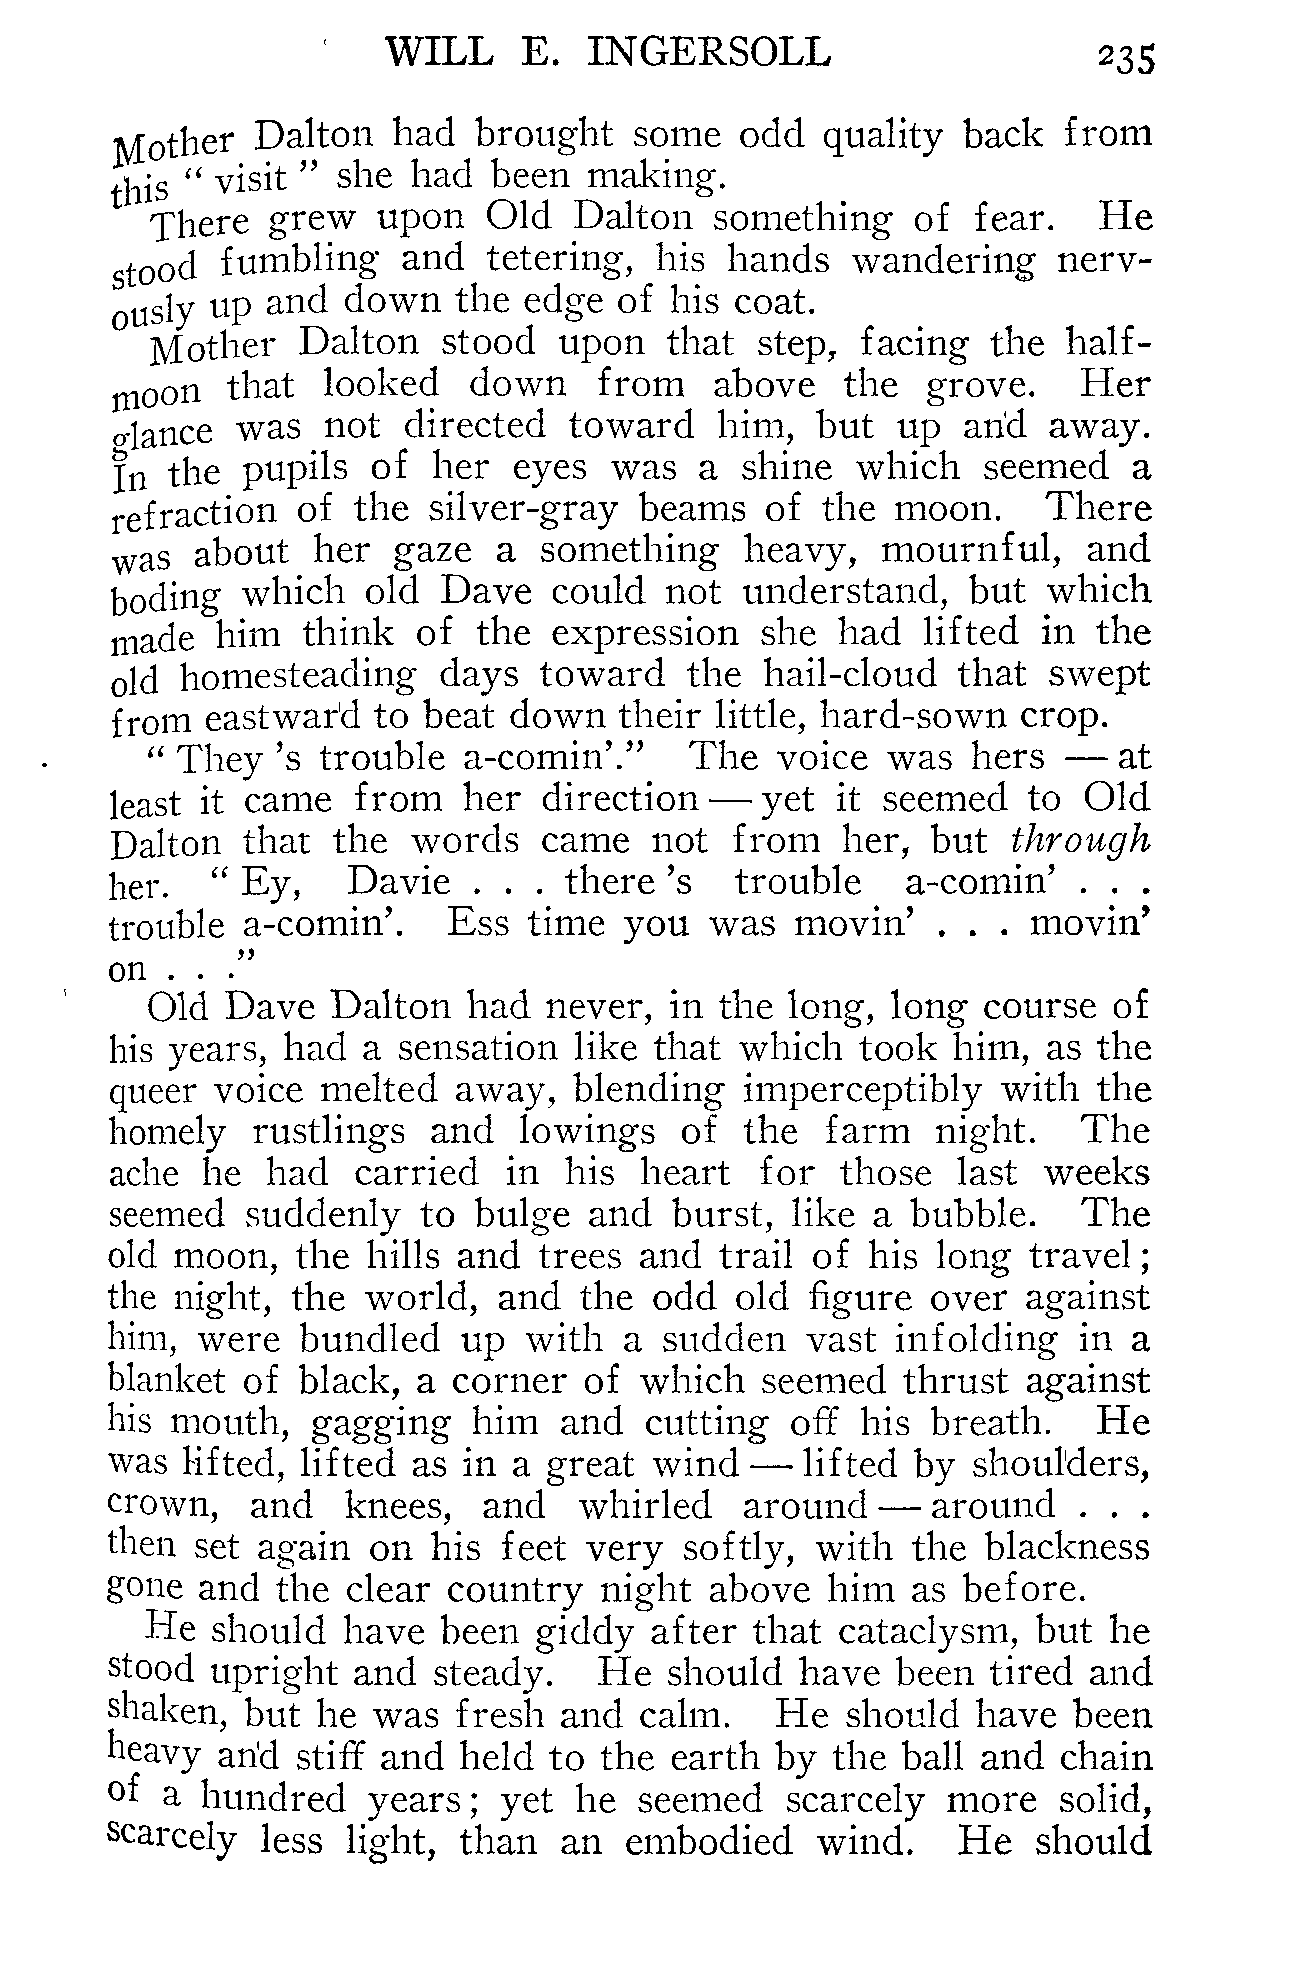 WILL E. INGERSOLL 235
Mother Dalton had brought some odd quality back from
this “ visit ” she had been making.
There grew upon Old Dalton something of fear. He
stood fumbling and tetering, his hands wandering nerv-
ously up and down the edge of his coat.
Mother Dalton stood upon that step, facing the half-
moon that looked down from above the grove. Her
glance was not directed toward him, but up and away.
In the pupils of her eyes was a shine which seemed a
refraction of the silver-gray beams of the moon. There
was about her gaze a something heavy, mournful, and
boding which old Dave could not understand, but which
made him think of the expression she had lifted in the
old homesteading days toward the hail-cloud that swept
from eastward to beat down their little, hard-sown crop.
“ They 's trouble a-comin’.” The voice was hers — at
least it came from her direction — yet it seemed to Old
Dalton that the words came not from her, but through
her. “ Ey, Davie . . . there 's trouble a-comin’ . . .
trouble a-comin’. Ess time you was movin’ . . . movin’
on . . .”
Old Dave Dalton had never, in the long, long course of
his years, had a sensation like that which took him, as the
queer voice melted away, blending imperceptibly with the
homely rustlings and lowings of the farm night. The
ache he had carried in his heart for those last weeks
seemed suddenly to bulge and burst, like a bubble. The
old moon, the hills and trees and trail of his long travel;
the night, the world, and the odd old figure over against
him, were bundled up with a sudden vast infolding in a
blanket of black, a corner of which seemed thrust against
his mouth, gagging him and cutting off his breath. He
was lifted, lifted as in a great wind — lifted by shoulders,
crown, and knees, and whirled around — around . . .
then set again on his feet very softly, with the blackness
gone and the clear country night above him as before.
He should have been giddy after that cataclysm, but he
stood upright and steady. He should have been tired and
shaken, but he was fresh and calm. He should have been
heavy and stiff and held to the earth by the ball and chain
of a hundred years; yet he seemed scarcely more solid,
scarcely less light, than an embodied wind. He should